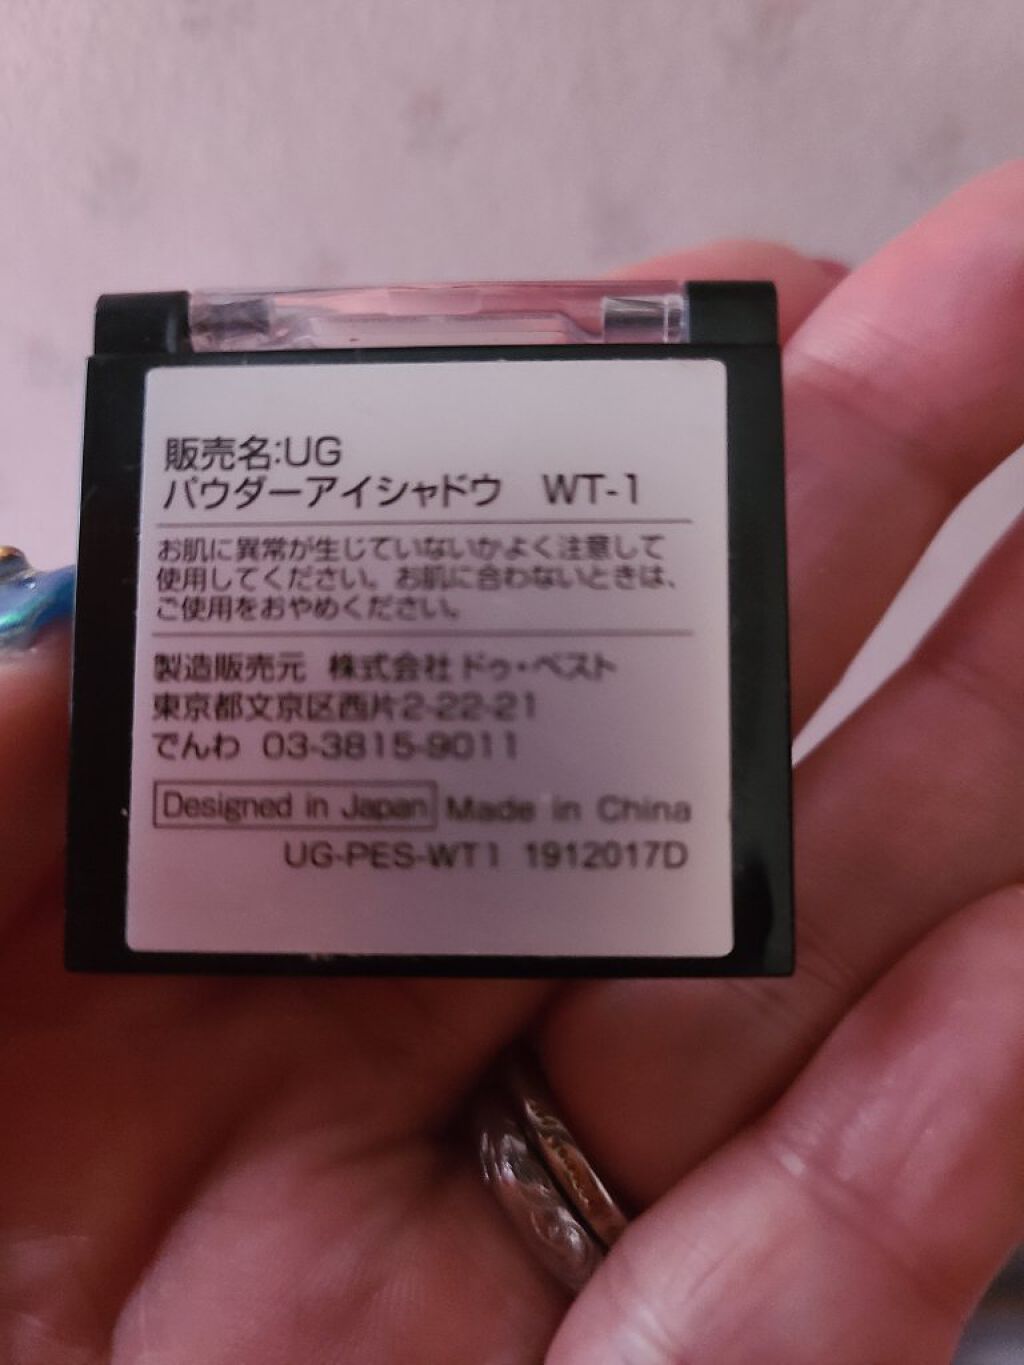 販売名:UG
パウダーアイシャドウ WT-1
お肌に異常が生じていないかよく注意して
使用してください。お肌に合わないときは、
ご使用をおやめください。
製造販売元 株式会社ドゥ・ベスト
東京都文京区西片2-22-21
でんわ 03-3815-9011
Designed in Japan Made in China
UG-PES-WT1 1912017D